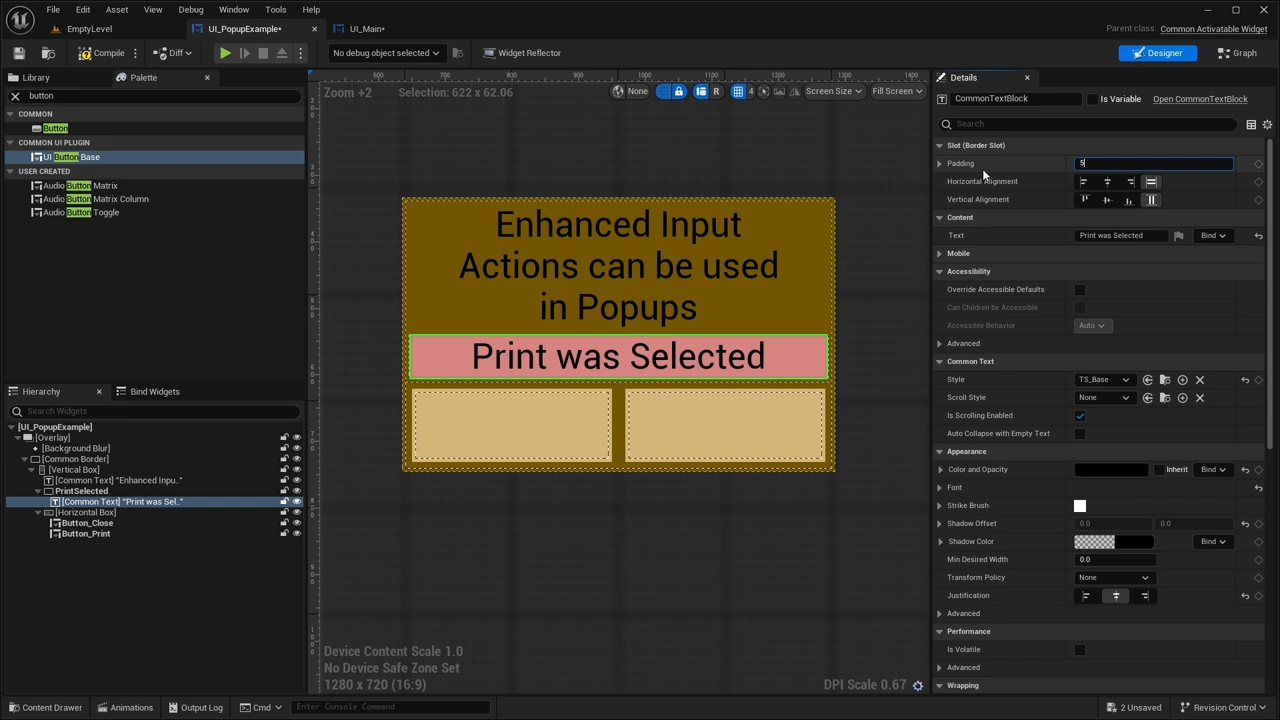 File Edit Asset View Debug Window Tools Help
EmptyLevel UI_PopupExample* UI_Main* Parent class: Common Activatable Widget
Compile Diff No debug object selected Widget Reflector Designer Graph
Library Palette
button
COMMON
Button
COMMON UI PLUGIN
UI Button Base
USER CREATED
Audio Button Matrix
Audio Button Matrix Column
Audio Button Toggle
Hierarchy Bind Widgets
Search Widgets
[UI_PopupExample]
[Overlay]
[Background Blur]
[Common Border]
[Vertical Box]
[Common Text] "Enhanced Inpu.."
PrintSelected
[Common Text] "Print was Sel.."
[Horizontal Box]
Button_Close
Button_Print
600 700 800 900 1000 1100 1200 1300 1400
Zoom +2 Selection: 622 x 62.06 None R 4 Screen Size Fill Screen
Enhanced Input
Actions can be used
in Popups
Print was Selected
Device Content Scale 1.0
No Device Safe Zone Set
1280 x 720 (16:9) DPI Scale 0.67
Details
CommonTextBlock Is Variable Open CommonTextBlock
Search
Slot (Border Slot)
Padding 5
Horizontal Alignment
Vertical Alignment
Content
Text Print was Selected Bind
Mobile
Accessibility
Override Accessible Defaults
Can Children be Accessible
Accessible Behavior Auto
Advanced
Common Text
Style TS_Base
Scroll Style None
Is Scrolling Enabled
Auto Collapse with Empty Text
Appearance
Color and Opacity Inherit Bind
Font
Strike Brush
Shadow Offset 0.0 0.0
Shadow Color Bind
Min Desired Width 0.0
Transform Policy None
Justification
Advanced
Performance
Is Volatile
Advanced
Wrapping
Content Drawer Animations Output Log Cmd Enter Console Command 2 Unsaved Revision Control